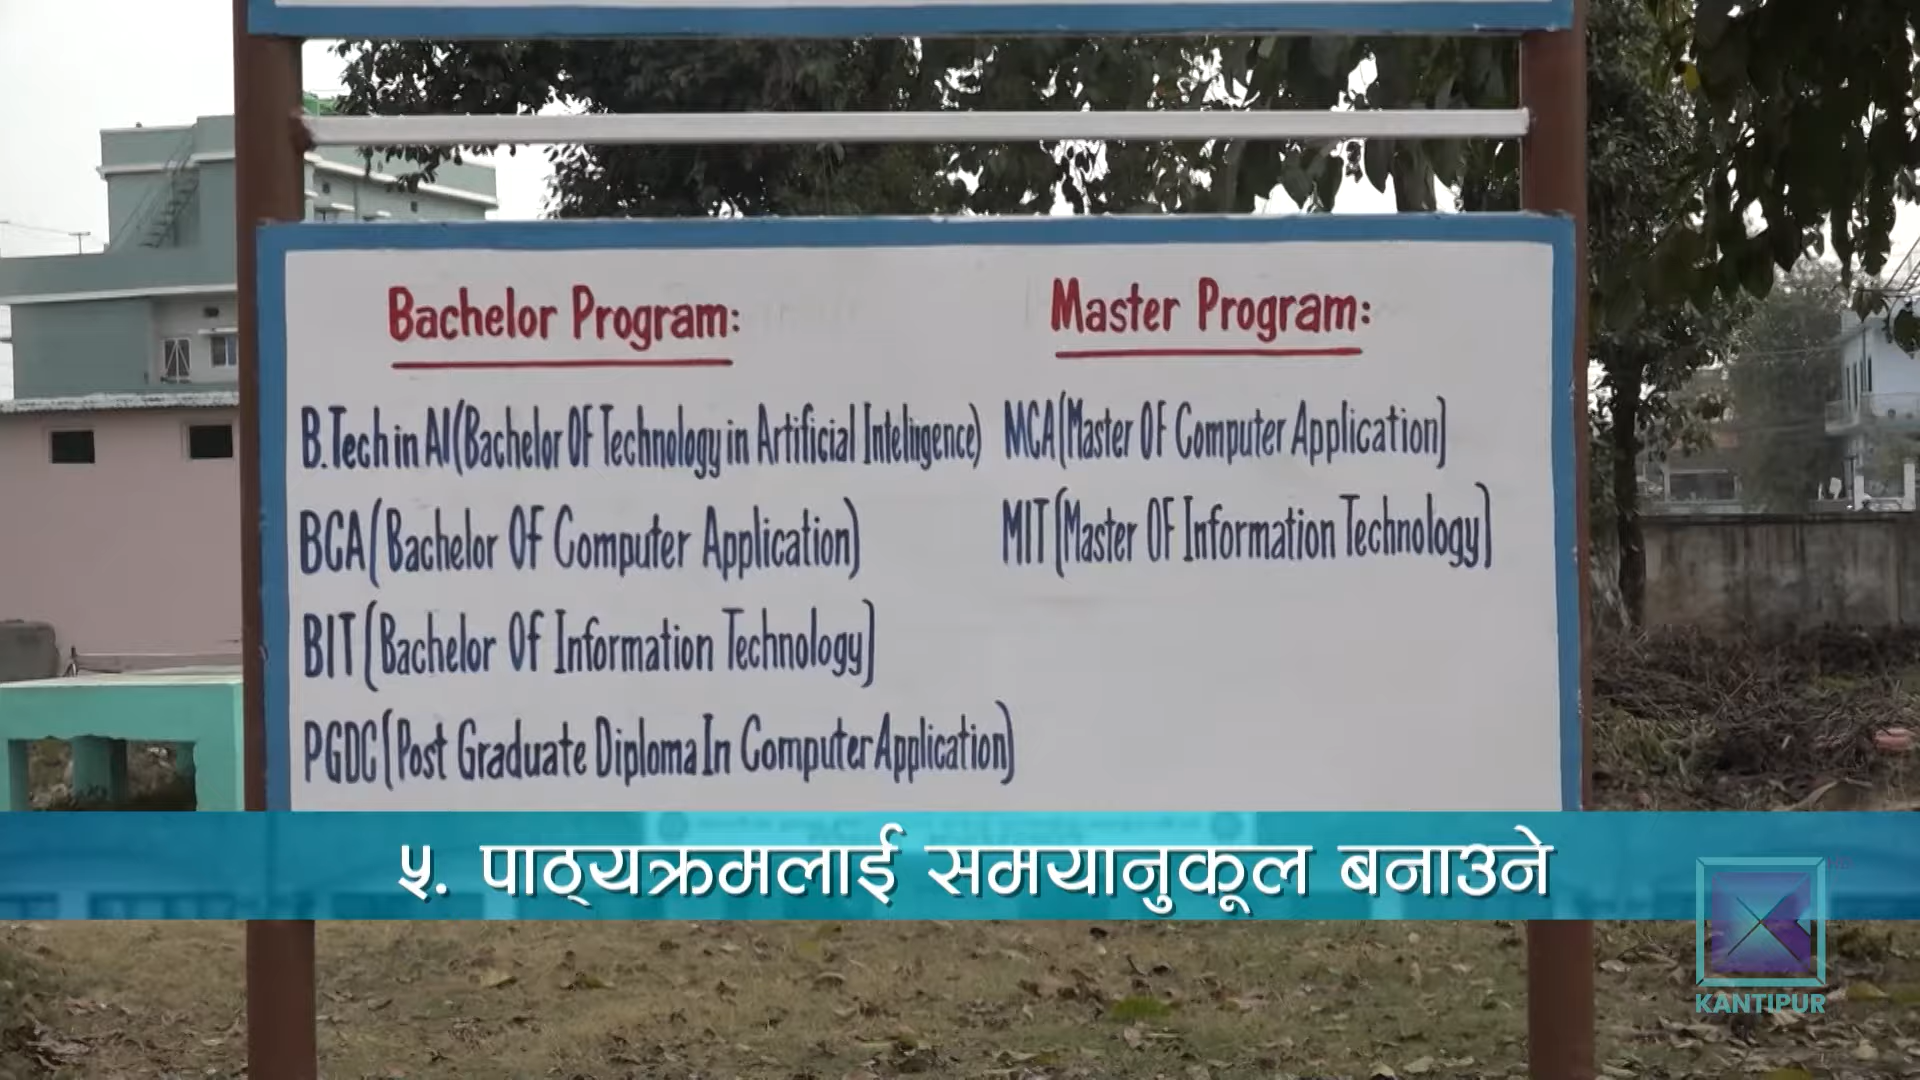 Bachelor Program:
B.Tech in AI(Bachelor Of Technology in Artificial Intelingence)
BCA(Bachelor Of Computer Application)
BIT(Bachelor Of Information Technology)
PGDC(Post Graduate Diploma In Computer Application)
Master Program:
MCA(Master Of Computer Application)
MIT(Master OF Information Technology)
५. पाठ्यक्रमलाई समयानुकूल बनाउने
KANTIPUR